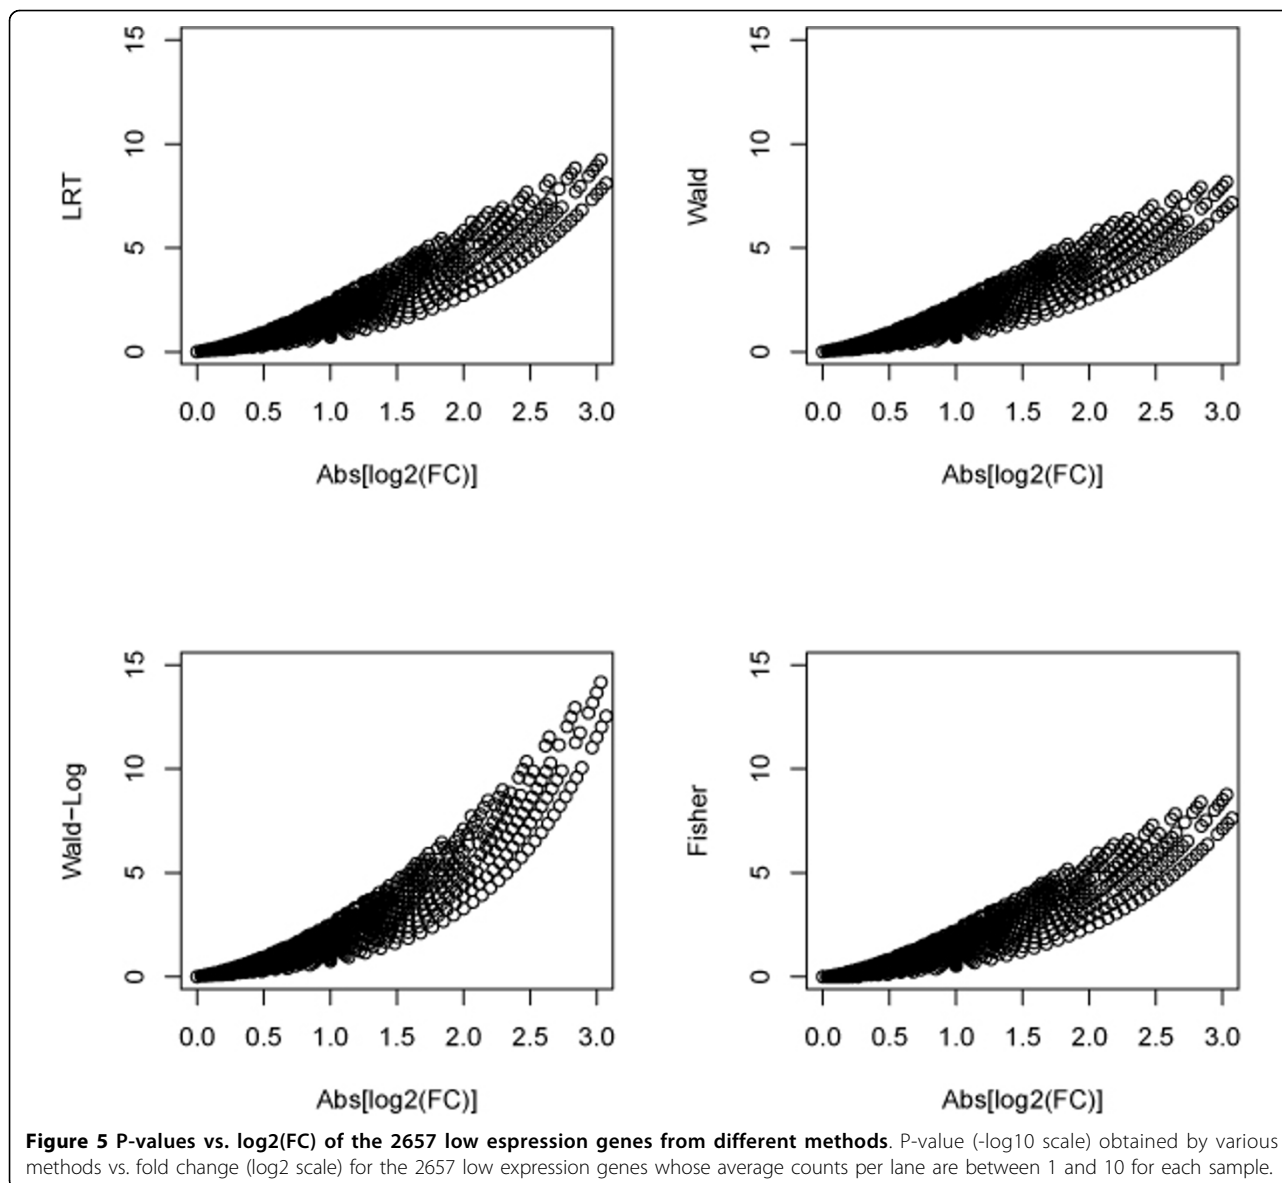 15
10
5
0
LRT
0.0 0.5 1.0 1.5 2.0 2.5 3.0
Abs[log2(FC)]
15
10
5
0
Wald
0.0 0.5 1.0 1.5 2.0 2.5 3.0
Abs[log2(FC)]
15
10
5
0
Wald-Log
0.0 0.5 1.0 1.5 2.0 2.5 3.0
Abs[log2(FC)]
15
10
5
0
Fisher
0.0 0.5 1.0 1.5 2.0 2.5 3.0
Abs[log2(FC)]
Figure 5 P-values vs. log2(FC) of the 2657 low espression genes from different methods. P-value (-log10 scale) obtained by various
methods vs. fold change (log2 scale) for the 2657 low expression genes whose average counts per lane are between 1 and 10 for each sample.